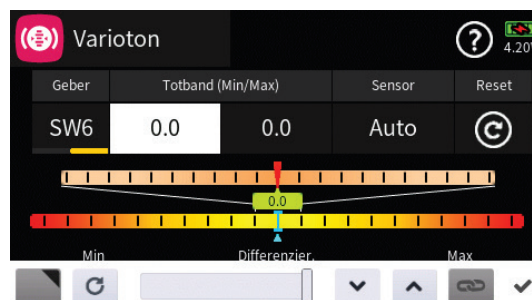 Varioton
?
4.20V
Geber Totband (Min/Max) Sensor Reset
SW6 0.0 0.0 Auto
0.0
Min Differenzier. Max